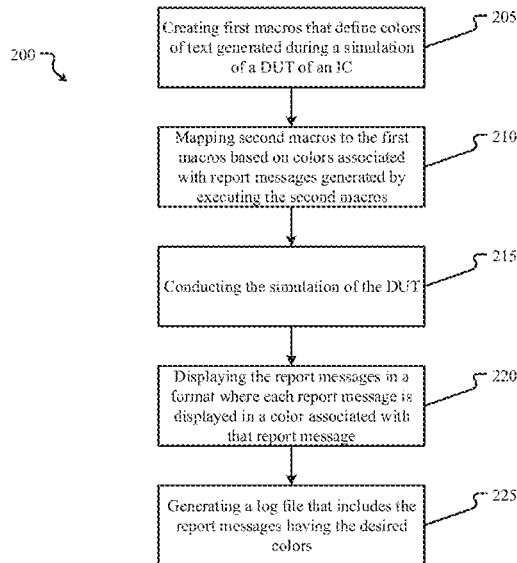 200
Creating first macros that define colors
of text generated during a simulation
of a DUT of an IC
205
Mapping second macros to the first
macros based on colors associated
with report messages generated by
executing the second macros
210
Conducting the simulation of the DUT
215
Displaying the report messages in a
format where each report message is
displayed in a color associated with
that report message
220
Generating a log file that includes the
report messages having the desired
colors
225